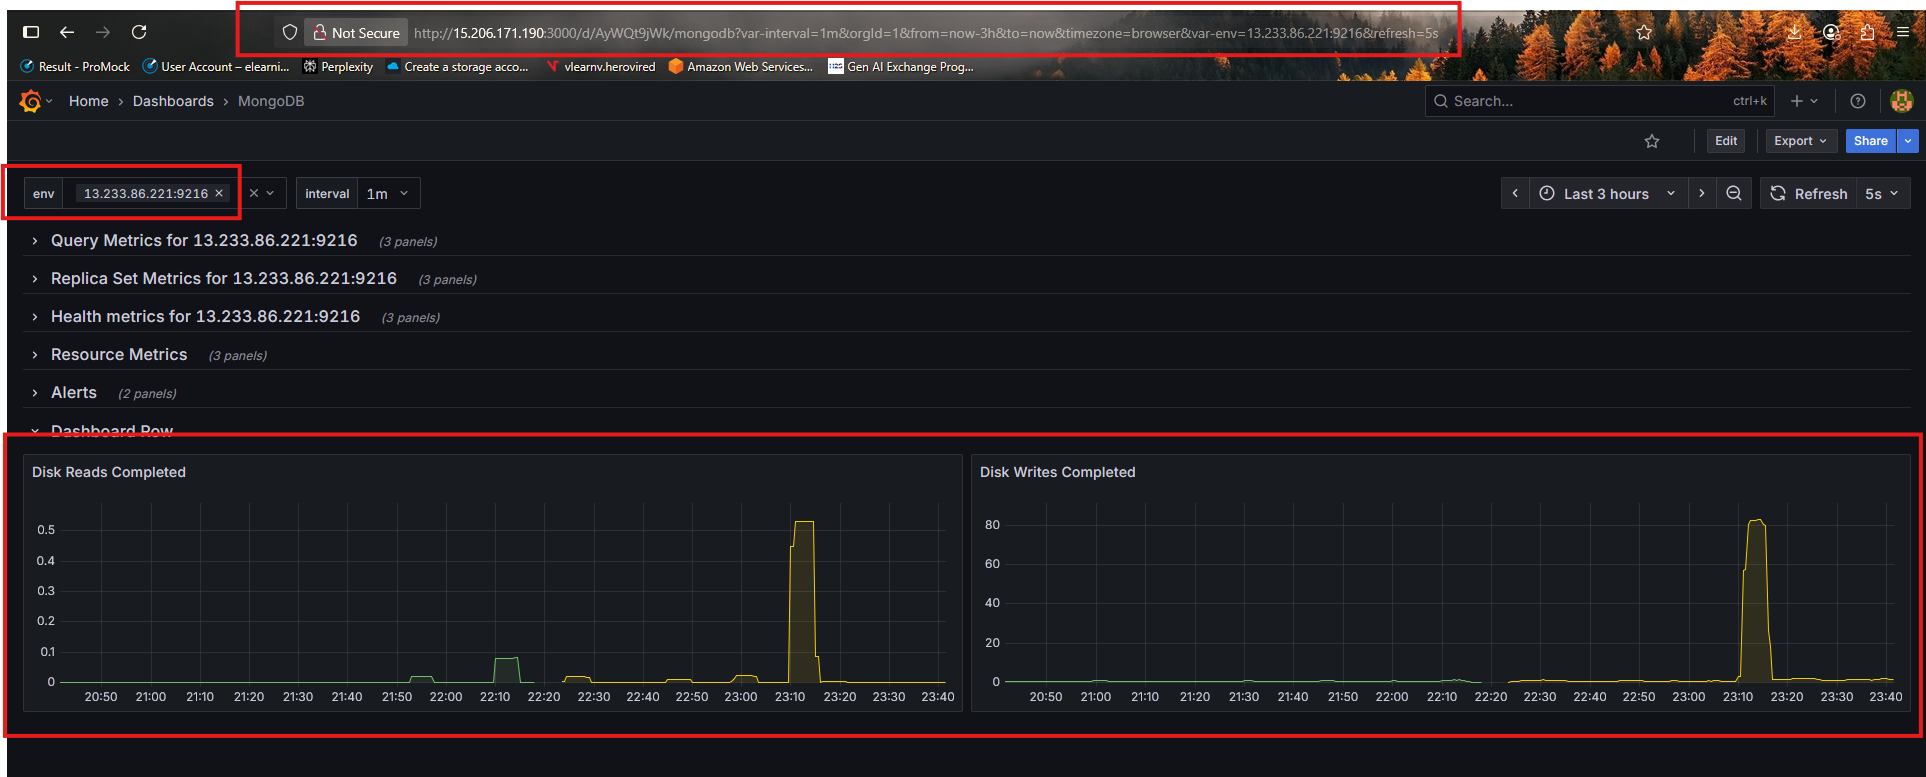 Not Secure http://15.206.171.190:3000/d/AyWQt9jWk/mongodb?var-interval=1m&orgId=1&from=now-3h&to=now&timezone=browser&var-env=13.233.86.221:9216&refresh=5s
Result - ProMock User Account – elearni... Perplexity Create a storage acco... vlearnv.herovired Amazon Web Services... Gen AI Exchange Prog...
Home › Dashboards › MongoDB Search... ctrl+k
Edit Export Share
env 13.233.86.221:9216 interval 1m Last 3 hours Refresh 5s
Query Metrics for 13.233.86.221:9216 (3 panels)
Replica Set Metrics for 13.233.86.221:9216 (3 panels)
Health metrics for 13.233.86.221:9216 (3 panels)
Resource Metrics (3 panels)
Alerts (2 panels)
Dashboard Row
Disk Reads Completed
0.5
0.4
0.3
0.2
0.1
0
20:50 21:00 21:10 21:20 21:30 21:40 21:50 22:00 22:10 22:20 22:30 22:40 22:50 23:00 23:10 23:20 23:30 23:40
Disk Writes Completed
80
60
40
20
0
20:50 21:00 21:10 21:20 21:30 21:40 21:50 22:00 22:10 22:20 22:30 22:40 22:50 23:00 23:10 23:20 23:30 23:40